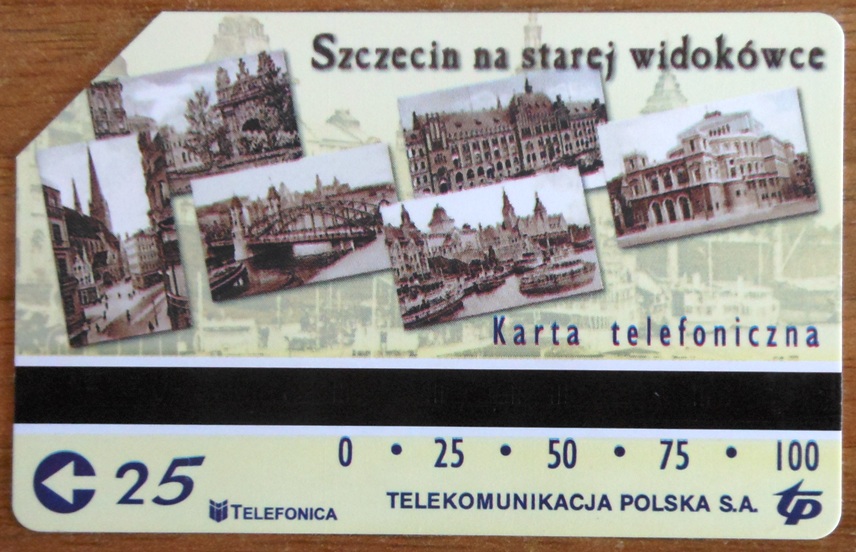 Szczecin na starej widokówce
Karta telefoniczna
0 • 25 • 50 • 75 • 100
25
TELEFONICA
TELEKOMUNIKACJA POLSKA S.A. tp